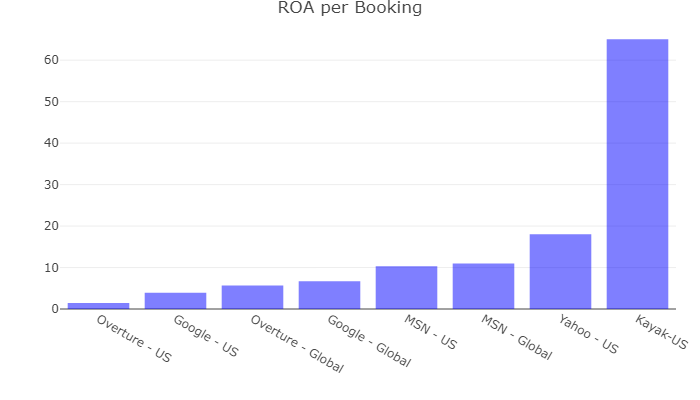 ROA per Booking
60
50
40
30
20
10
0
Overture - US
Google - US
Overture - Global
Google - Global
MSN - US
MSN - Global
Yahoo - US
Kayak-US